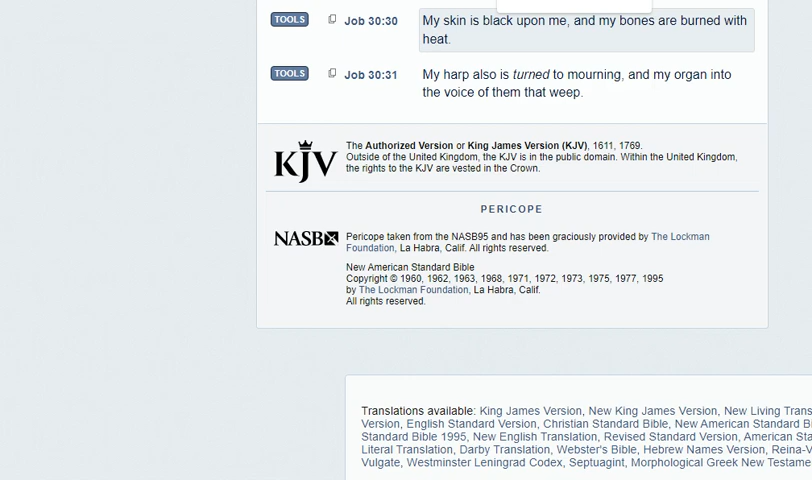 TOOLS Job 30:30 My skin is black upon me, and my bones are burned with
heat.
TOOLS Job 30:31 My harp also is turned to mourning, and my organ into
the voice of them that weep.
KJV
The Authorized Version or King James Version (KJV), 1611, 1769.
Outside of the United Kingdom, the KJV is in the public domain. Within the United Kingdom,
the rights to the KJV are vested in the Crown.
PERICOPE
NASB
Pericope taken from the NASB95 and has been graciously provided by The Lockman
Foundation, La Habra, Calif. All rights reserved.
New American Standard Bible
Copyright © 1960, 1962, 1963, 1968, 1971, 1972, 1973, 1975, 1977, 1995
by The Lockman Foundation, La Habra, Calif.
All rights reserved.
Translations available: King James Version, New King James Version, New Living Trans
Version, English Standard Version, Christian Standard Bible, New American Standard B
Standard Bible 1995, New English Translation, Revised Standard Version, American Sta
Literal Translation, Darby Translation, Webster's Bible, Hebrew Names Version, Reina-V
Vulgate, Westminster Leningrad Codex, Septuagint, Morphological Greek New Testame